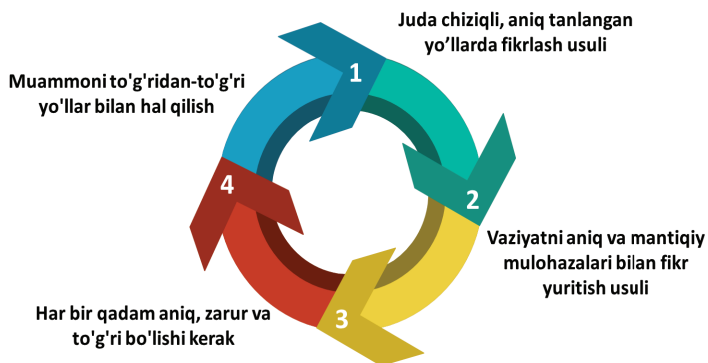 Juda chiziqli, aniq tanlangan
yo’llarda fikrlash usuli
1
Muammoni to'g'ridan-to'g'ri
yo'llar bilan hal qilish
4
2
Vaziyatni aniq va mantiqiy
mulohazalari bilan fikr
yuritish usuli
Har bir qadam aniq, zarur va
to'g'ri bo'lishi kerak
3